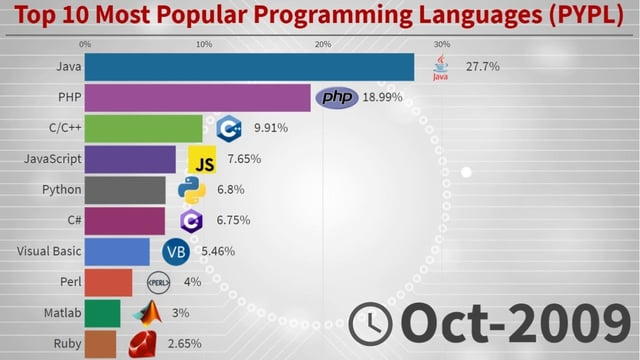 Top 10 Most Popular Programming Languages (PYPL)
0% 10% 20% 30%
Java Java 27.7%
PHP php 18.99%
C/C++ C++ 9.91%
JavaScript JS 7.65%
Python 6.8%
C# C# 6.75%
Visual Basic VB 5.46%
Perl <PERL> 4%
Matlab 3%
Ruby 2.65%
Oct-2009